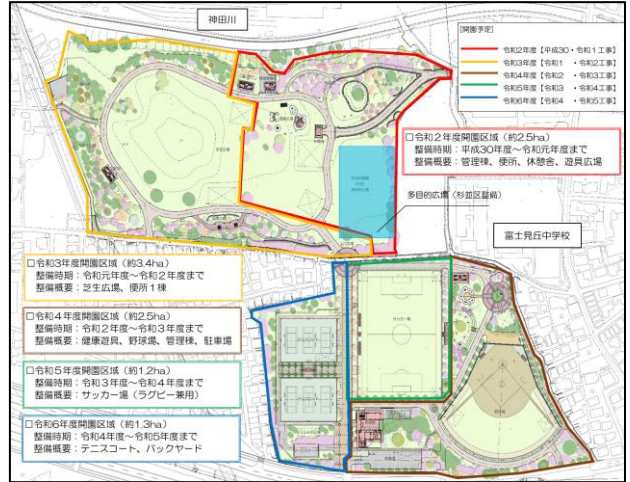 神田川
[開園予定]
令和2年度【平成30・令和1工事】
令和3年度【令和1・令和2工事】
令和4年度【令和2・令和3工事】
令和5年度【令和3・令和4工事】
令和6年度【令和4・令和5工事】
□令和2年度開園区域（約2.5ha）
整備時期：平成30年度～令和元年度まで
整備概要：管理棟、便所、休憩舎、遊具広場
多目的広場（杉並区整備）
富士見丘中学校
□令和3年度開園区域（約3.4ha）
整備時期：令和元年度～令和2年度まで
整備概要：芝生広場、便所1棟
□令和4年度開園区域（約2.5ha）
整備時期：令和2年度～令和3年度まで
整備概要：健康遊具、野球場、管理棟、駐車場
□令和5年度開園区域（約1.2ha）
整備時期：令和3年度～令和4年度まで
整備概要：サッカー場（ラグビー兼用）
□令和6年度開園区域（約1.3ha）
整備時期：令和4年度～令和5年度まで
整備概要：テニスコート、バックヤード
サッカー場